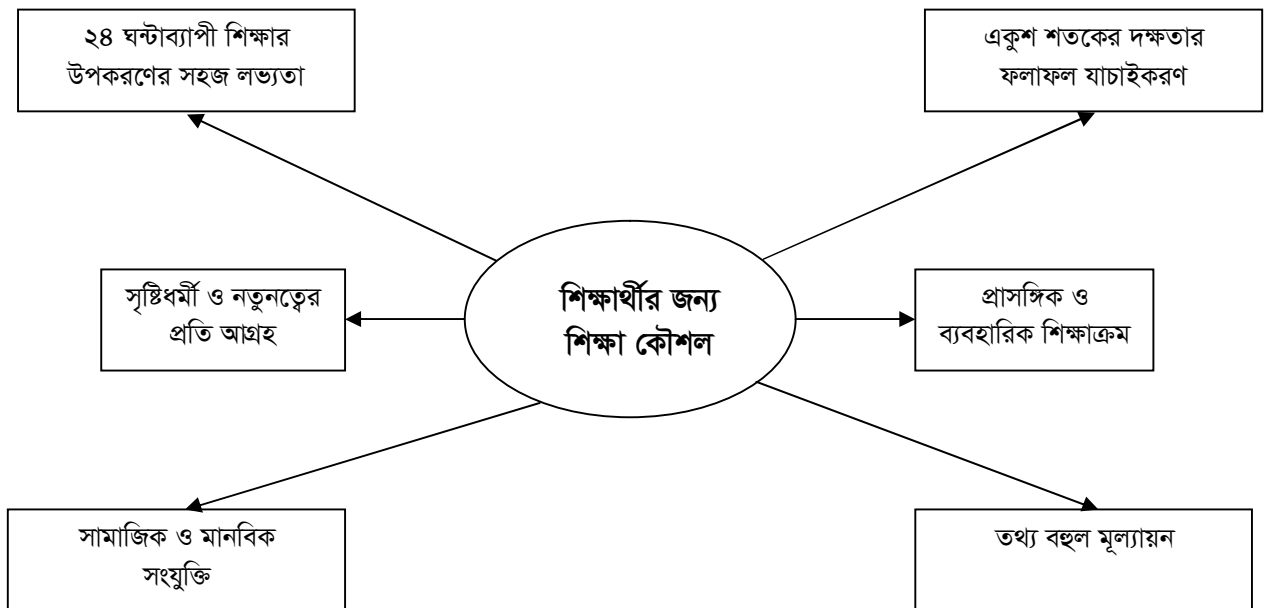 ২৪ ঘন্টাব্যাপী শিক্ষার
উপকরণের সহজ লভ্যতা
একুশ শতকের দক্ষতার
ফলাফল যাচাইকরণ
সৃষ্টিধর্মী ও নতুনত্বের
প্রতি আগ্রহ
শিক্ষার্থীর জন্য
শিক্ষা কৌশল
প্রাসঙ্গিক ও
ব্যবহারিক শিক্ষাক্রম
সামাজিক ও মানবিক
সংযুক্তি
তথ্য বহুল মূল্যায়ন